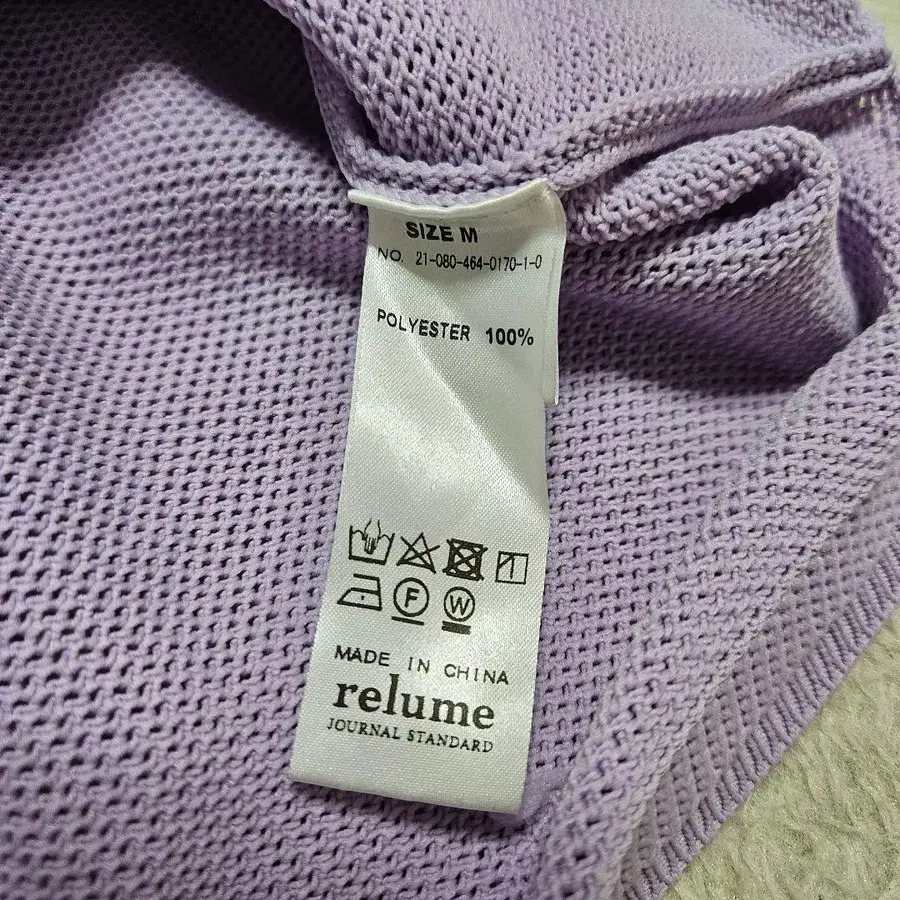 SIZE M
NO. 21-080-464-0170-1-0
POLYESTER 100%
F W
MADE IN CHINA
relume
JOURNAL STANDARD